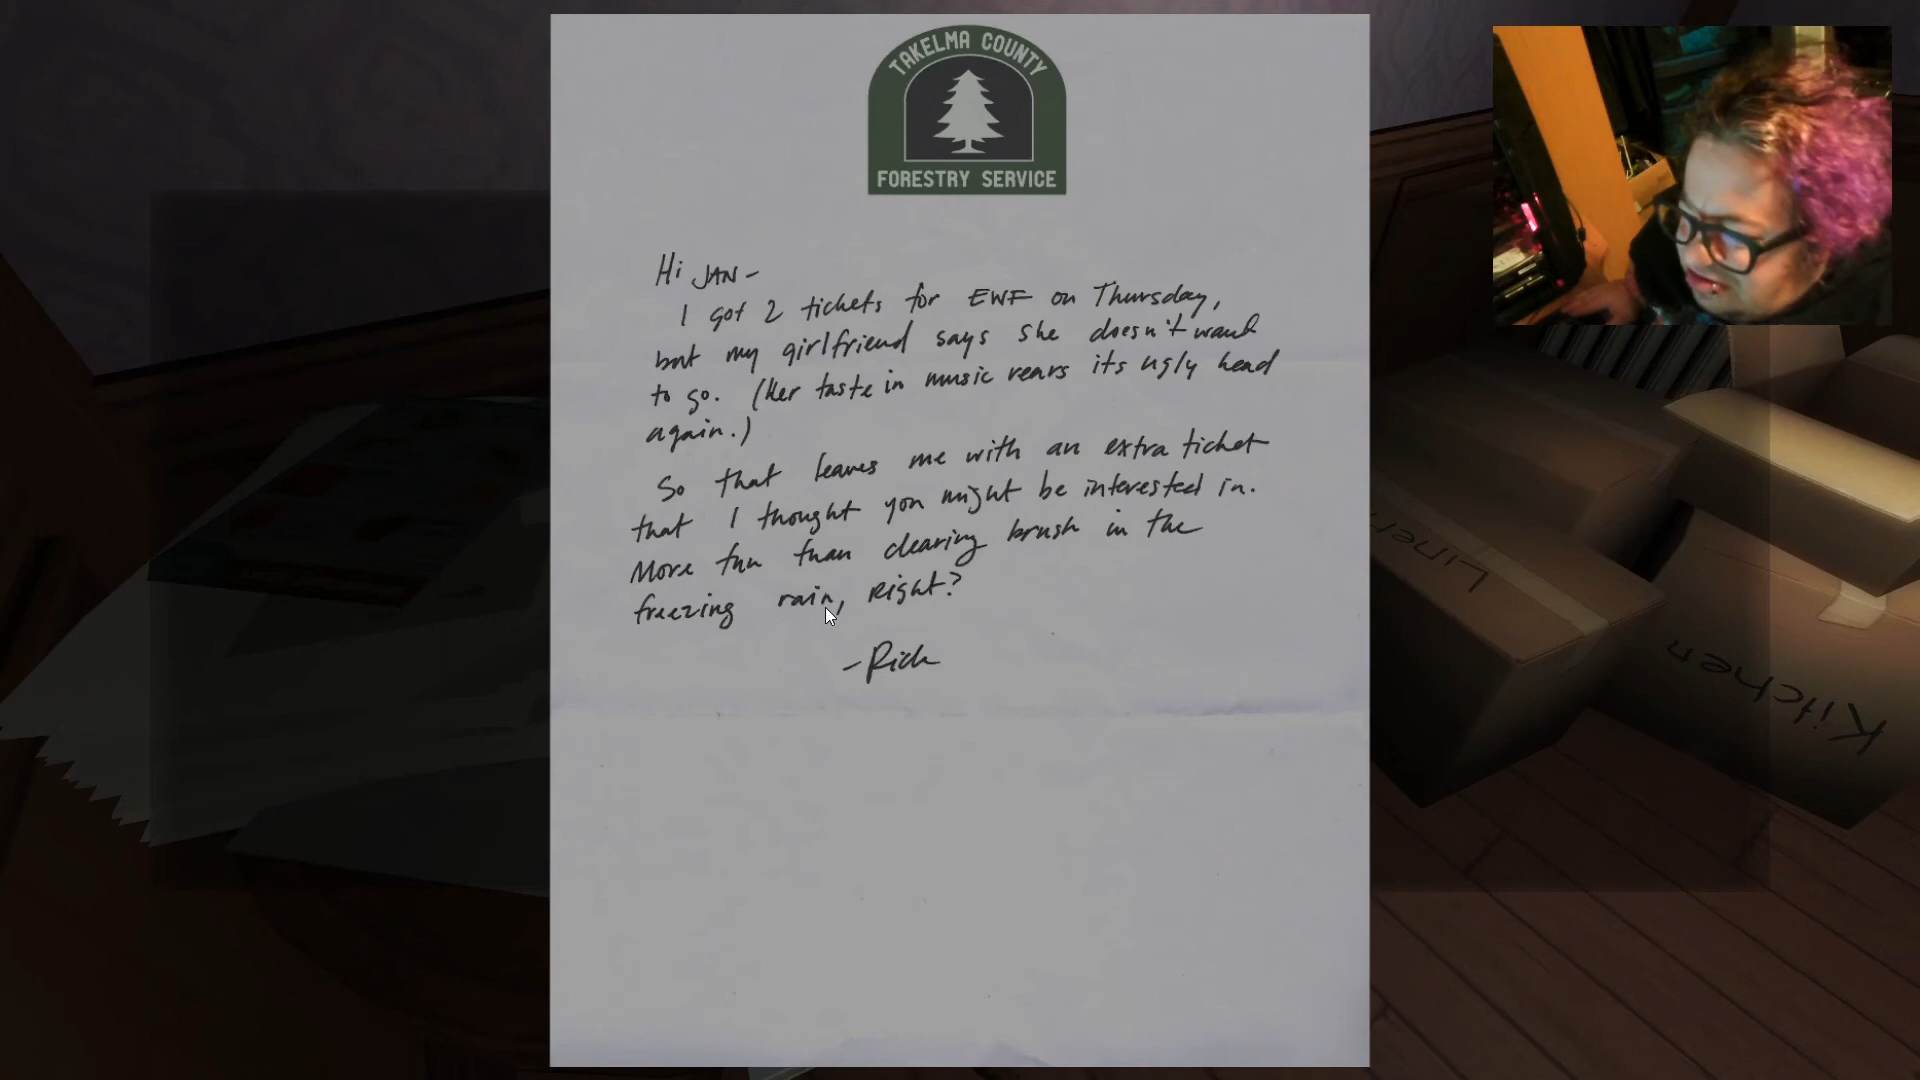 TAKELMA COUNTY
FORESTRY SERVICE
Hi JAN-
I got 2 tickets for EWF on Thursday,
but my girlfriend says she doesn't want
to go. (Her taste in music rears its ugly head
again.)
So that leaves me with an extra ticket
that I thought you might be interested in.
More fun than clearing brush in the
freezing rain, right?
-Rick
Linen
Kitchen